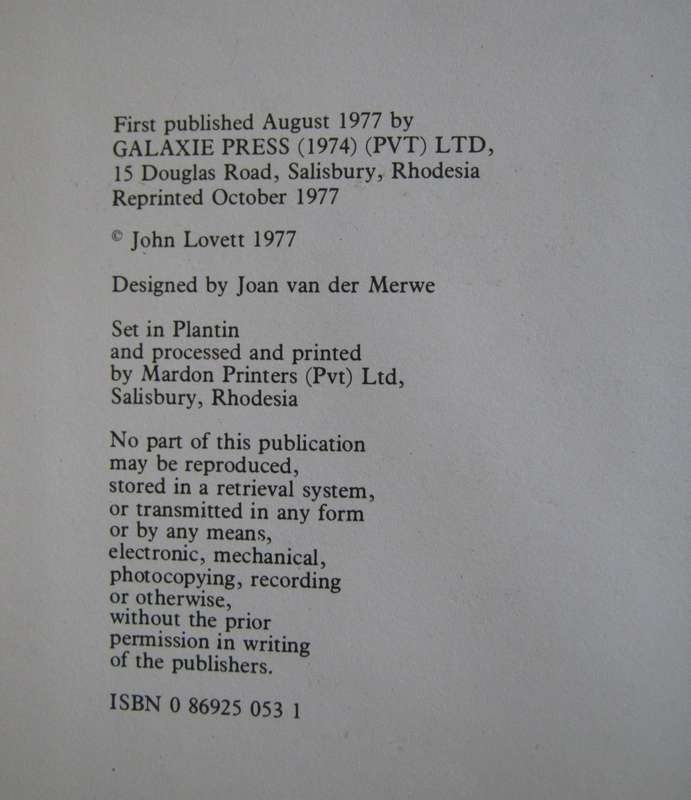 First published August 1977 by
GALAXIE PRESS (1974) (PVT) LTD,
15 Douglas Road, Salisbury, Rhodesia
Reprinted October 1977
© John Lovett 1977
Designed by Joan van der Merwe
Set in Plantin
and processed and printed
by Mardon Printers (Pvt) Ltd,
Salisbury, Rhodesia
No part of this publication
may be reproduced,
stored in a retrieval system,
or transmitted in any form
or by any means,
electronic, mechanical,
photocopying, recording
or otherwise,
without the prior
permission in writing
of the publishers.
ISBN 0 86925 053 1